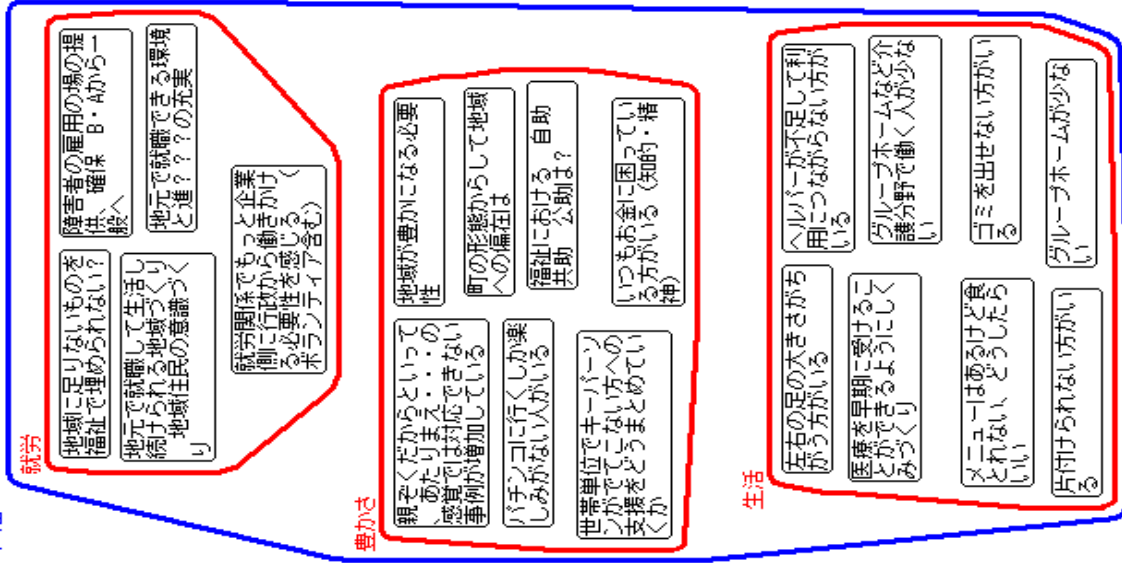 就労
地域に足りないものを
福祉で埋められない?
障害者の雇用の場の提
供、確保 B・Aから一
般へ
地元で就職して生活し
続けられる地域づくり
地域住民の意識づく
り
地元で就職できる環境
と進???の充実
就労関係でもっと企業
側に行政から働きかけ
る必要性を感じる(
ボランティア含む)
豊かさ
親ぞくだからといって
、あたりまえ・・・の
感覚では対応できない
事例が増加している
地域が豊かになる必要
性
町の形態からして地域
への偏在は
パチンコに行くしか楽
しみがない人がいる
福祉における 自助
共助 公助は?
世帯単位でキーパーソ
ンがでてこない方への
支援をどうまとめてい
くか
いつもお金に困ってい
る方がいる(知的・精
神)
生活
左右の足の大きさがち
がう方がいる
ヘルパーが不足して利
用につながらない方が
いる
医療を早期に受けるこ
とができるようにしく
みづくり
グループホームなど介
護分野で働く人が少な
い
メニューはあるけど食
とれない、どうしたら
いい
ゴミを出せない方がい
る
片付けられない方がい
る
グループホームが少な
い